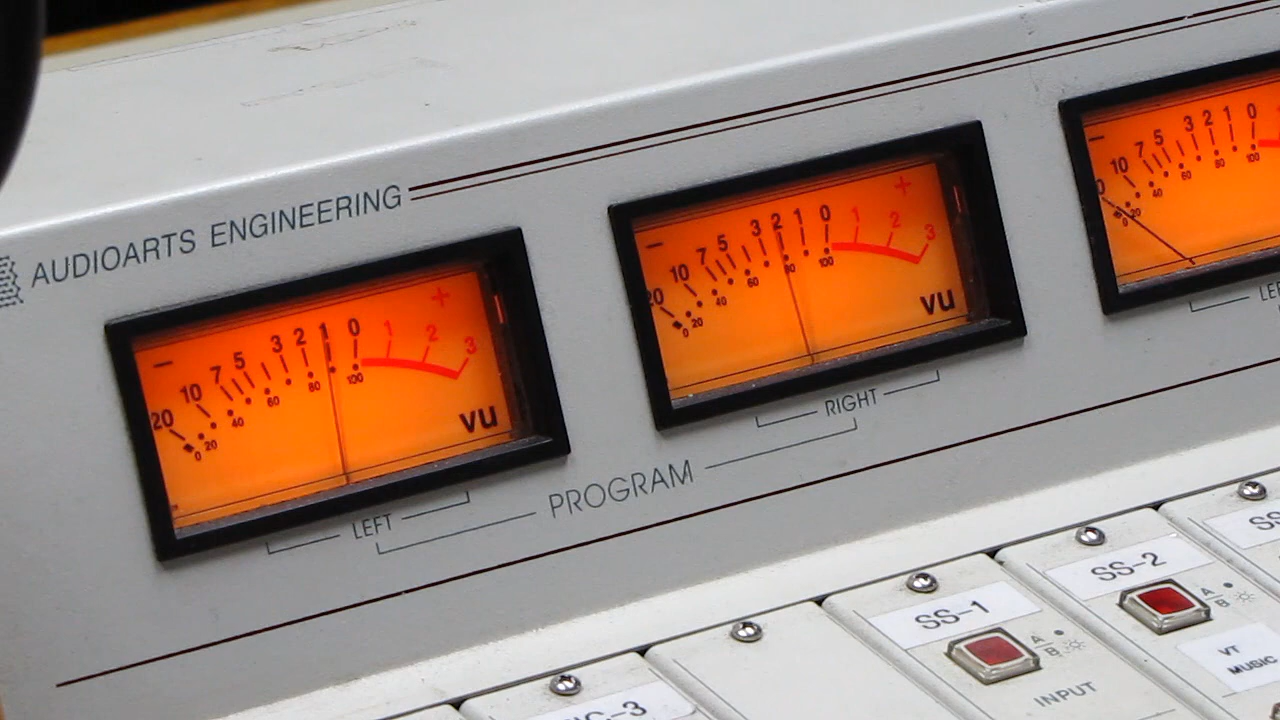 AUDIOARTS ENGINEERING
− 20 10 7 5 3 2 1 0 1 2 3 +
0 20 40 60 80 100
vu
LEFT
− 20 10 7 5 3 2 1 0 1 2 3 +
0 20 40 60 80 100
vu
RIGHT
PROGRAM
10 7 5 3 2 1 0
0 20 40 60 80 100
SS-1
A
B
INPUT
SS-2
A
B
VT
MUSIC